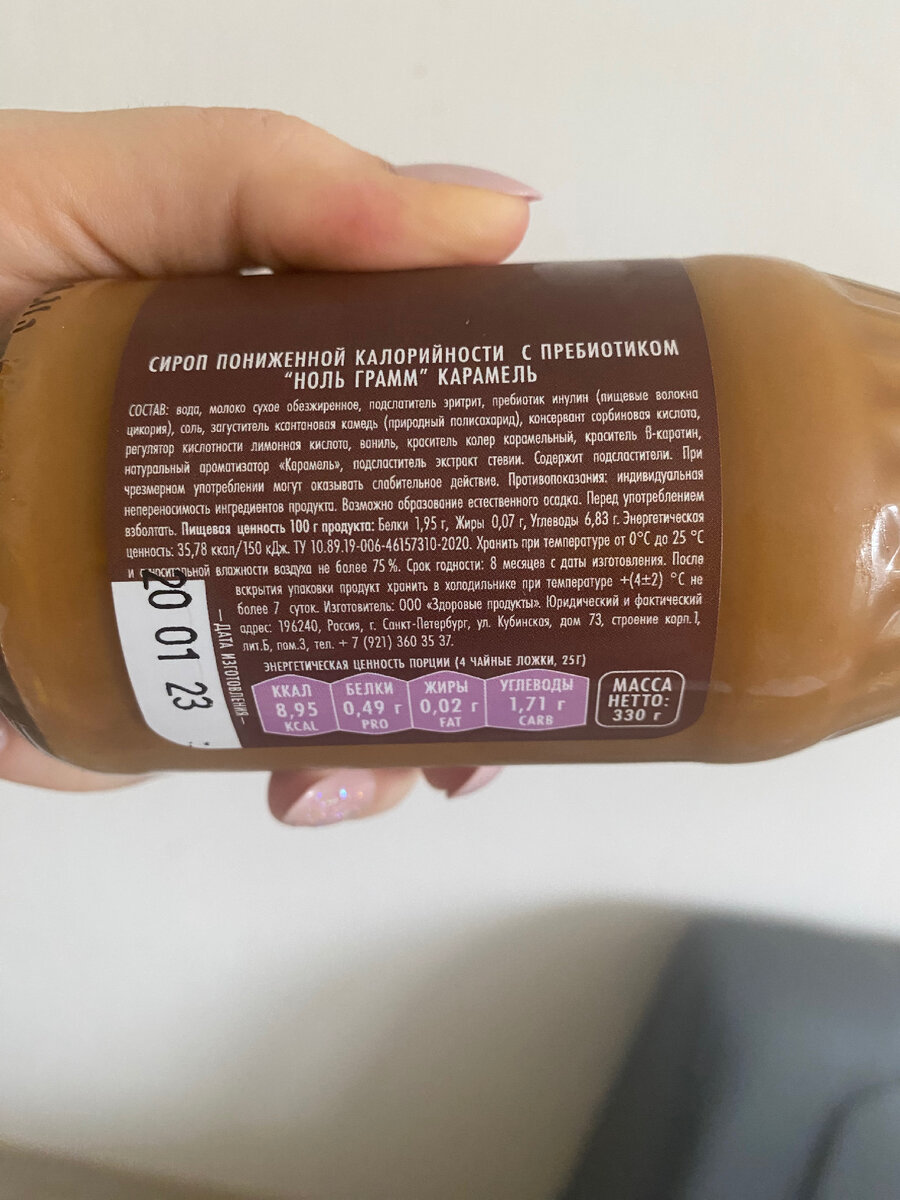 СИРОП ПОНИЖЕННОЙ КАЛОРИЙНОСТИ С ПРЕБИОТИКОМ
"НОЛЬ ГРАММ" КАРАМЕЛЬ
СОСТАВ: вода, молоко сухое обезжиренное, подсластитель эритрит, пребиотик инулин (пищевые волокна
цикория), соль, загуститель ксантановая камедь (природный полисахарид), консервант сорбиновая кислота,
регулятор кислотности лимонная кислота, ваниль, краситель колер карамельный, краситель β-каротин,
натуральный ароматизатор «Карамель», подсластитель экстракт стевии. Содержит подсластители. При
чрезмерном употреблении могут оказывать слабительное действие. Противопоказания: индивидуальная
непереносимость ингредиентов продукта. Возможно образование естественного осадка. Перед употреблением
взболтать. Пищевая ценность 100 г продукта: Белки 1,95 г, Жиры 0,07 г, Углеводы 6,83 г. Энергетическая
ценность: 35,78 ккал/150 кДж. ТУ 10.89.19-006-46157310-2020. Хранить при температуре от 0°С до 25 °С
и относительной влажности воздуха не более 75%. Срок годности: 8 месяцев с даты изготовления. После
вскрытия упаковки продукт хранить в холодильнике при температуре +(4±2) °С не
более 7 суток. Изготовитель: ООО «Здоровые продукты». Юридический и фактический
адрес: 196240, Россия, г. Санкт-Петербург, ул. Кубинская, дом 73, строение корп.1,
лит.Б, пом.3, тел. + 7 (921) 360 35 37.
ДАТА ИЗГОТОВЛЕНИЯ
20 01 23
ЭНЕРГЕТИЧЕСКАЯ ЦЕННОСТЬ ПОРЦИИ (4 ЧАЙНЫЕ ЛОЖКИ, 25Г)
ККАЛ
8,95
KCAL
БЕЛКИ
0,49 г
PRO
ЖИРЫ
0,02 г
FAT
УГЛЕВОДЫ
1,71 г
CARB
МАССА
НЕТТО:
330 г